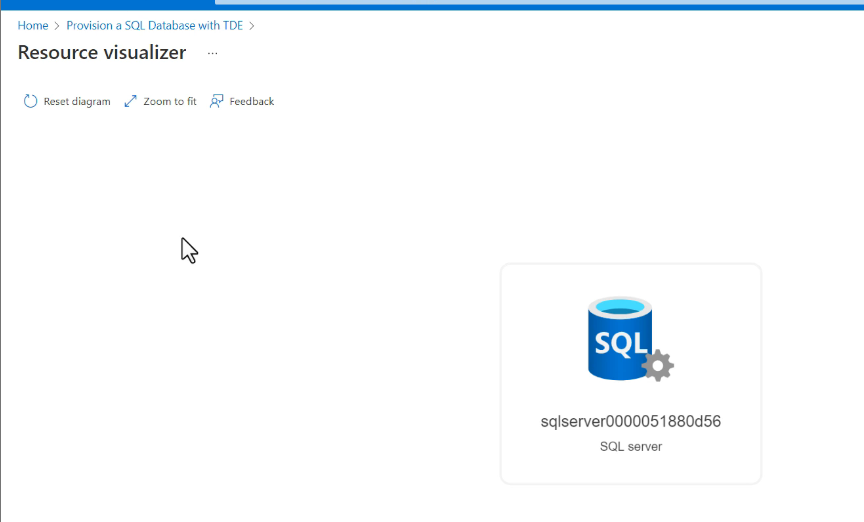 Home > Provision a SQL Database with TDE >
Resource visualizer ...
Reset diagram Zoom to fit Feedback
SQL
sqlserver0000051880d56
SQL server